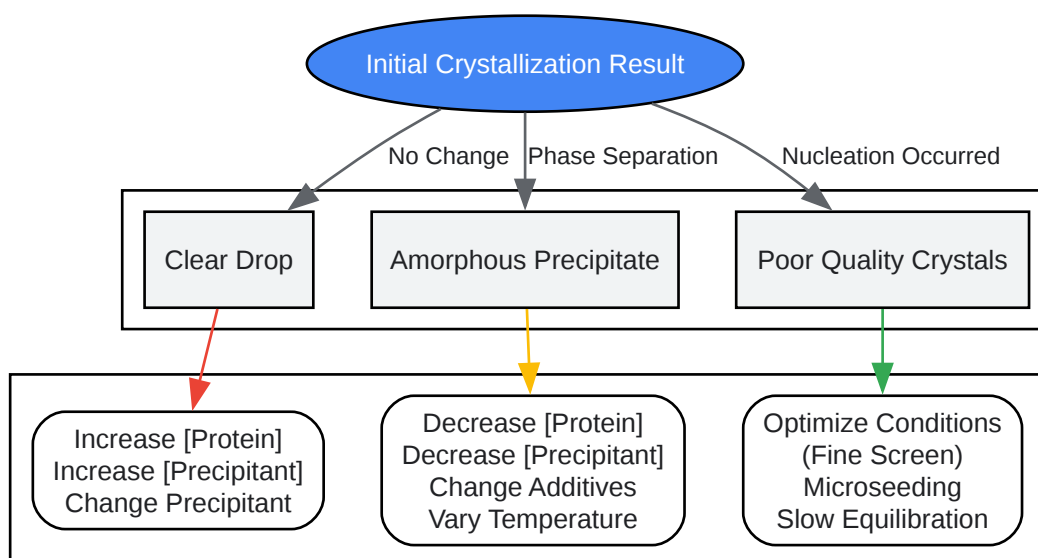 Initial Crystallization Result
No Change
Phase Separation
Nucleation Occurred
Clear Drop
Amorphous Precipitate
Poor Quality Crystals
Increase [Protein]
Increase [Precipitant]
Change Precipitant
Decrease [Protein]
Decrease [Precipitant]
Change Additives
Vary Temperature
Optimize Conditions
(Fine Screen)
Microseeding
Slow Equilibration